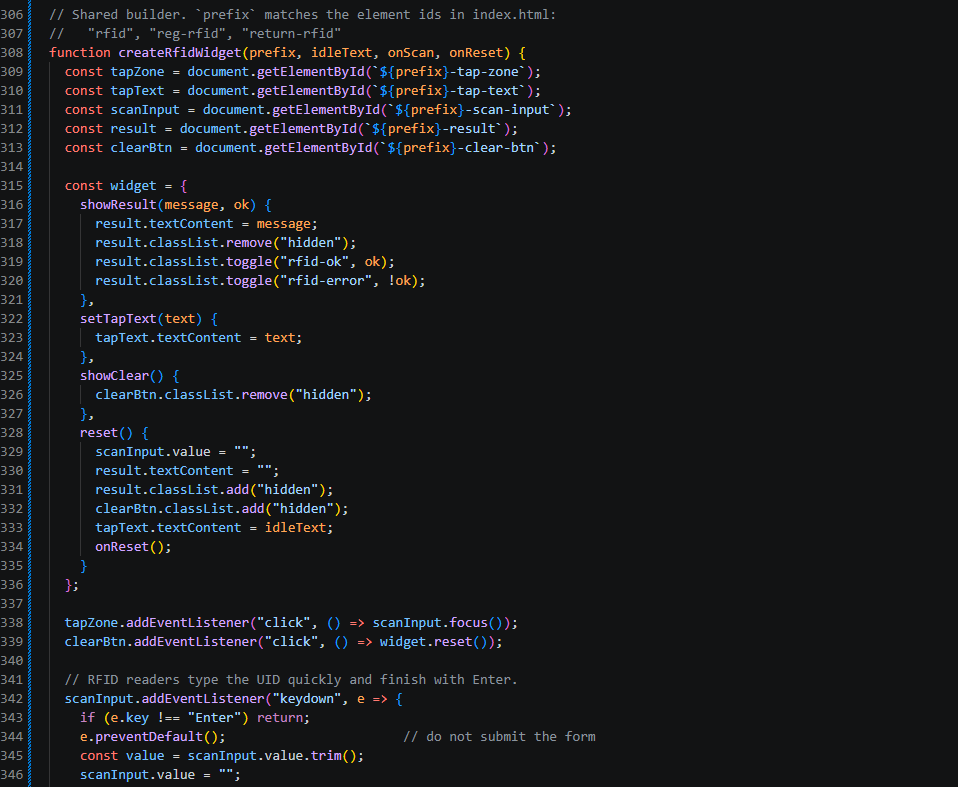 306 // Shared builder. `prefix` matches the element ids in index.html:
307 //   "rfid", "reg-rfid", "return-rfid"
308 function createRfidWidget(prefix, idleText, onScan, onReset) {
309   const tapZone = document.getElementById(`${prefix}-tap-zone`);
310   const tapText = document.getElementById(`${prefix}-tap-text`);
311   const scanInput = document.getElementById(`${prefix}-scan-input`);
312   const result = document.getElementById(`${prefix}-result`);
313   const clearBtn = document.getElementById(`${prefix}-clear-btn`);
314
315   const widget = {
316     showResult(message, ok) {
317       result.textContent = message;
318       result.classList.remove("hidden");
319       result.classList.toggle("rfid-ok", ok);
320       result.classList.toggle("rfid-error", !ok);
321     },
322     setTapText(text) {
323       tapText.textContent = text;
324     },
325     showClear() {
326       clearBtn.classList.remove("hidden");
327     },
328     reset() {
329       scanInput.value = "";
330       result.textContent = "";
331       result.classList.add("hidden");
332       clearBtn.classList.add("hidden");
333       tapText.textContent = idleText;
334       onReset();
335     }
336   };
337
338   tapZone.addEventListener("click", () => scanInput.focus());
339   clearBtn.addEventListener("click", () => widget.reset());
340
341   // RFID readers type the UID quickly and finish with Enter.
342   scanInput.addEventListener("keydown", e => {
343     if (e.key !== "Enter") return;
344     e.preventDefault();                       // do not submit the form
345     const value = scanInput.value.trim();
346     scanInput.value = "";